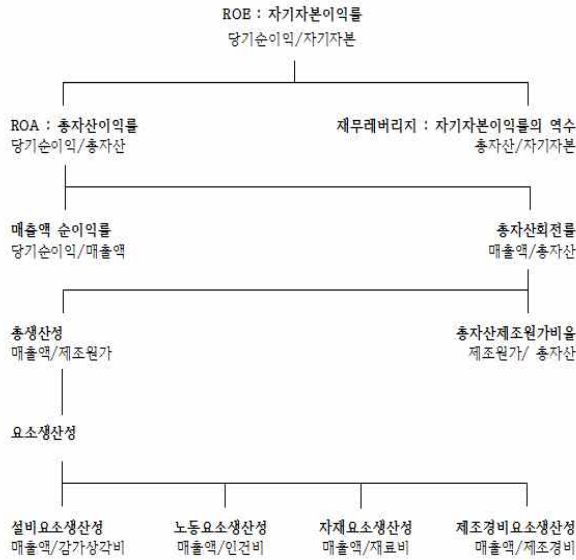 ROE : 자기자본이익률
당기순이익/자기자본
ROA : 총자산이익률
당기순이익/총자산
재무레버리지 : 자기자본이익률의 역수
총자산/자기자본
매출액 순이익률
당기순이익/매출액
총자산회전률
매출액/총자산
총생산성
매출액/제조원가
총자산제조원가비율
제조원가/ 총자산
요소생산성
설비요소생산성
매출액/감가상각비
노동요소생산성
매출액/인건비
자재요소생산성
매출액/재료비
제조경비요소생산성
매출액/제조경비